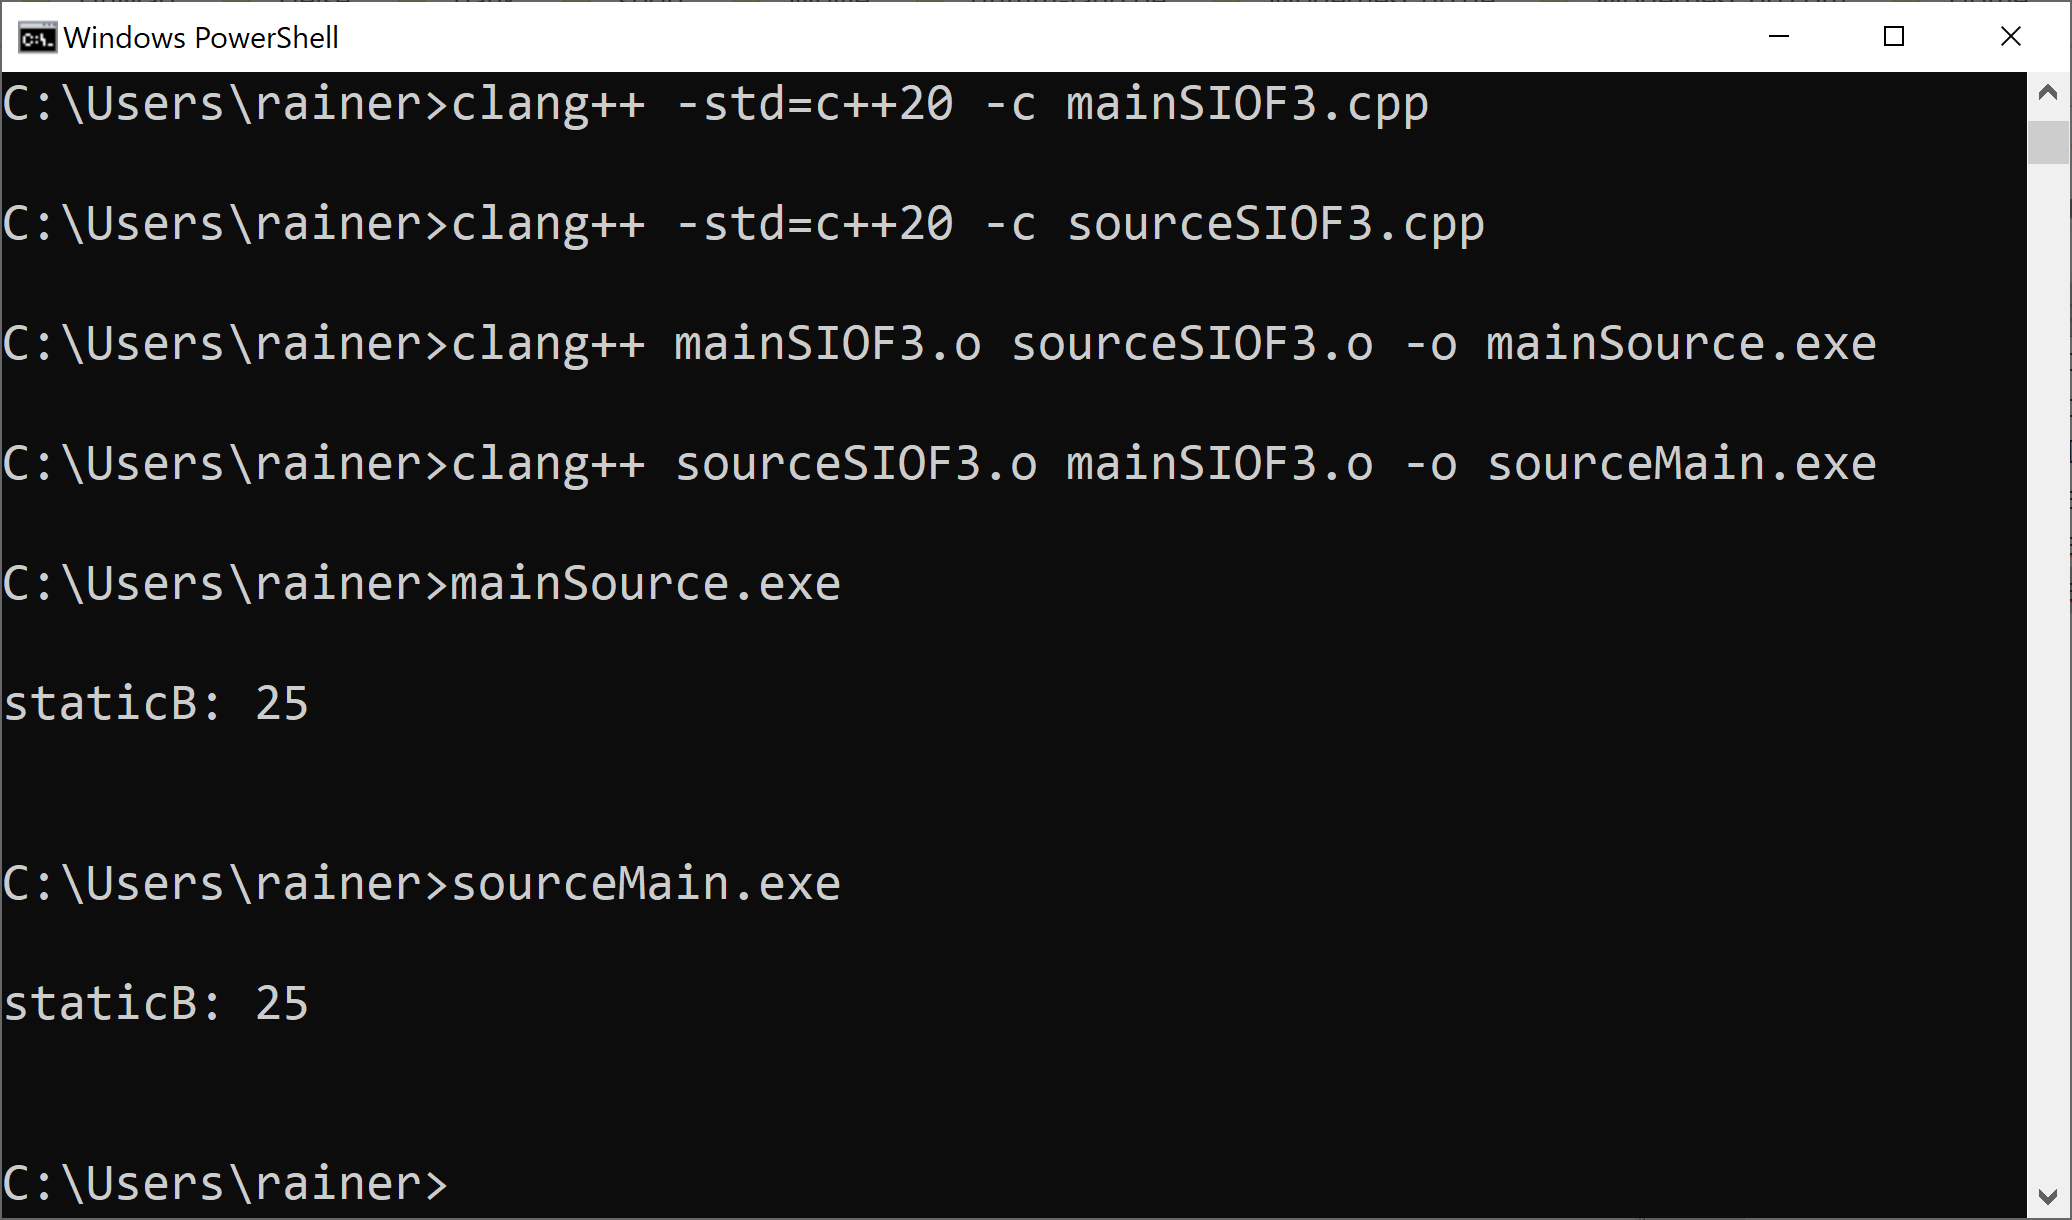 Windows PowerShell
C:\Users\rainer>clang++ -std=c++20 -c mainSIOF3.cpp
C:\Users\rainer>clang++ -std=c++20 -c sourceSIOF3.cpp
C:\Users\rainer>clang++ mainSIOF3.o sourceSIOF3.o -o mainSource.exe
C:\Users\rainer>clang++ sourceSIOF3.o mainSIOF3.o -o sourceMain.exe
C:\Users\rainer>mainSource.exe
staticB: 25
C:\Users\rainer>sourceMain.exe
staticB: 25
C:\Users\rainer>